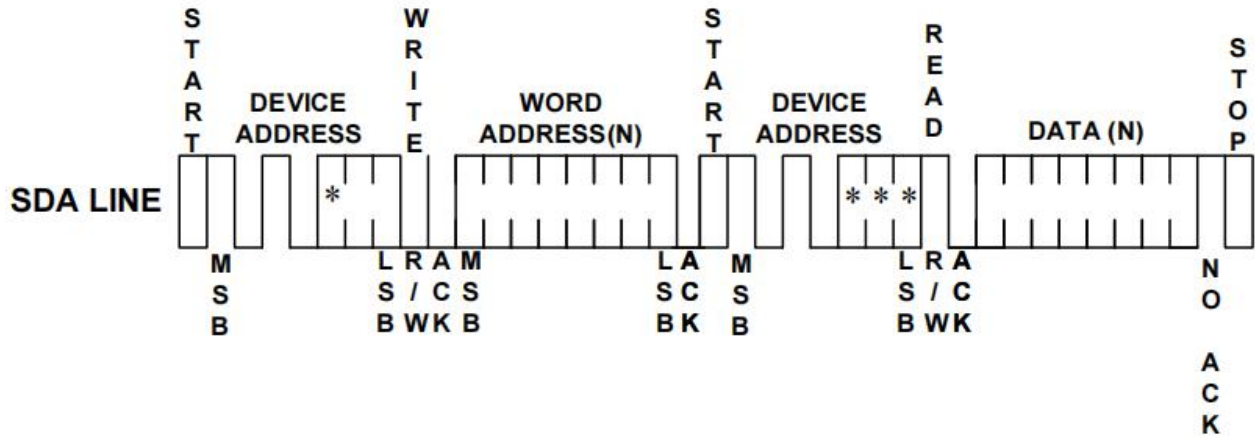 START
WRITE
START
READ
STOP
DEVICE
ADDRESS
WORD
ADDRESS(N)
DEVICE
ADDRESS
DATA (N)
SDA LINE
*
* * *
MSB
LSB
R/W
ACK
MSB
LSB
ACK
MSB
LSB
R/W
ACK
NO ACK